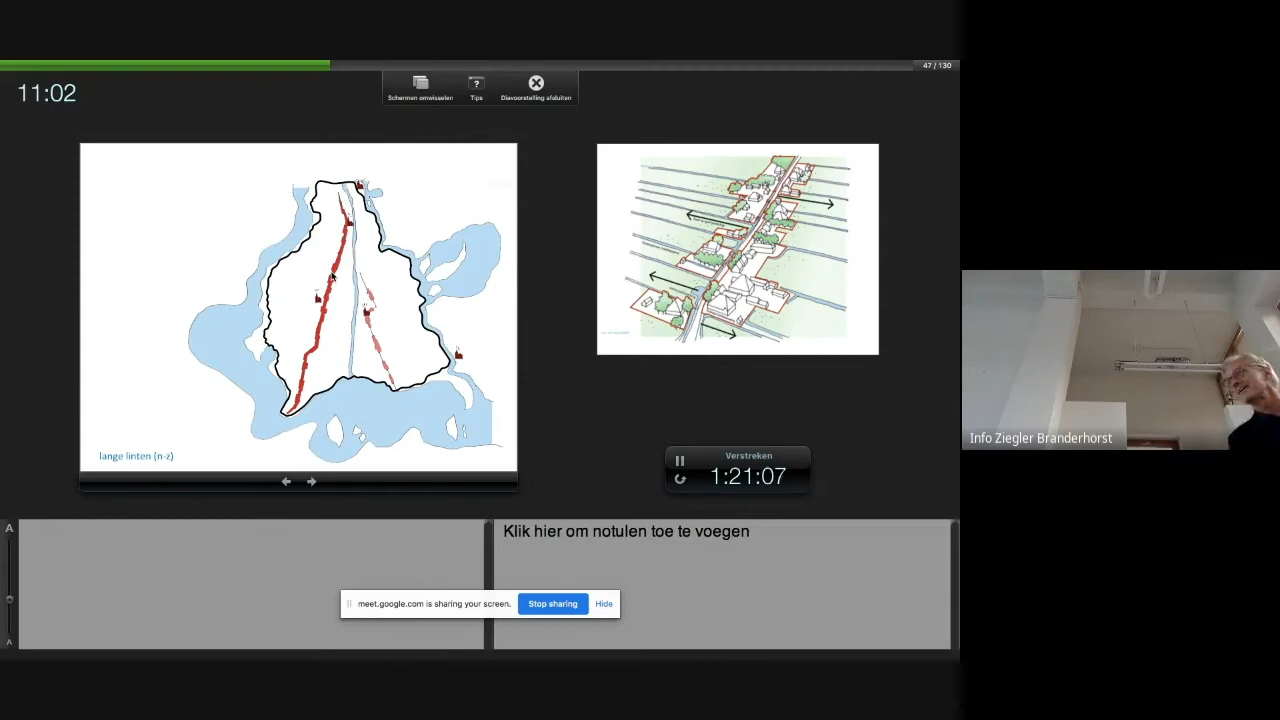 47 / 130
11:02
Schermen omwisselen
Tips
Diavoorstelling afsluiten
lange linten (n-z)
Verstreken
1:21:07
A
Klik hier om notulen toe te voegen
meet.google.com is sharing your screen.
Stop sharing
Hide
A
Info Ziegler Branderhorst